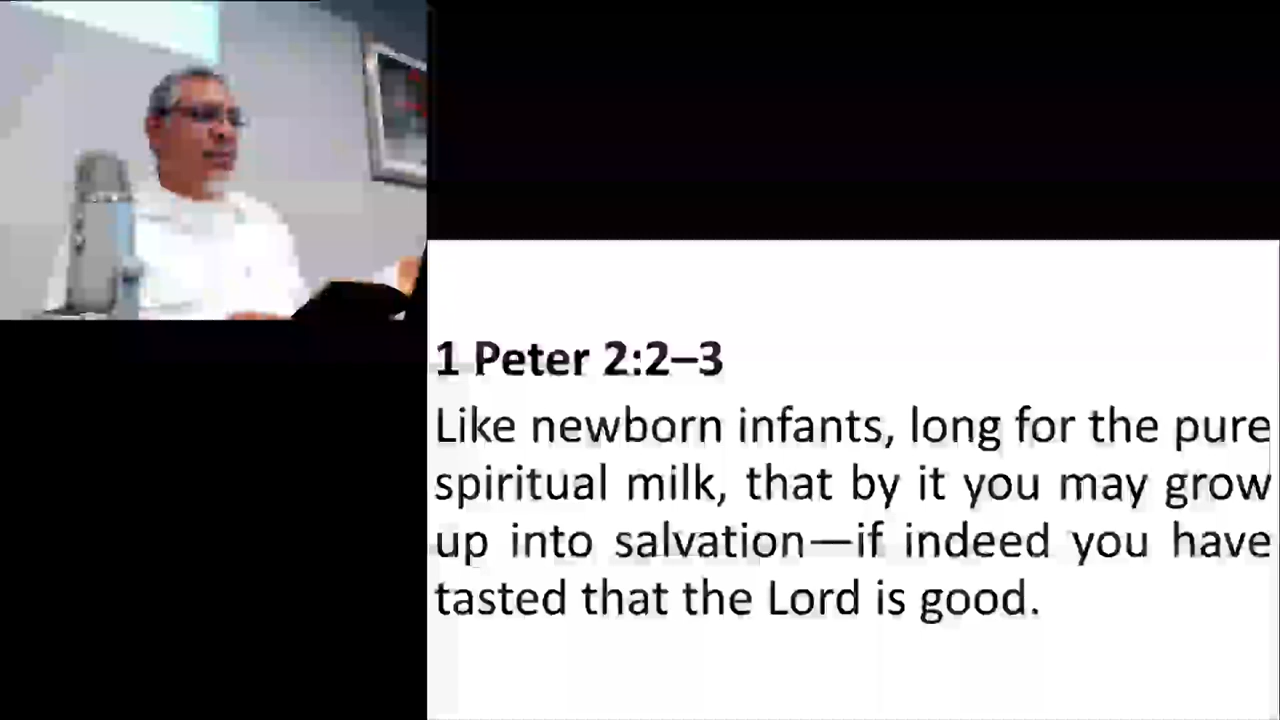 1 Peter 2:2–3
Like newborn infants, long for the pure
spiritual milk, that by it you may grow
up into salvation—if indeed you have
tasted that the Lord is good.